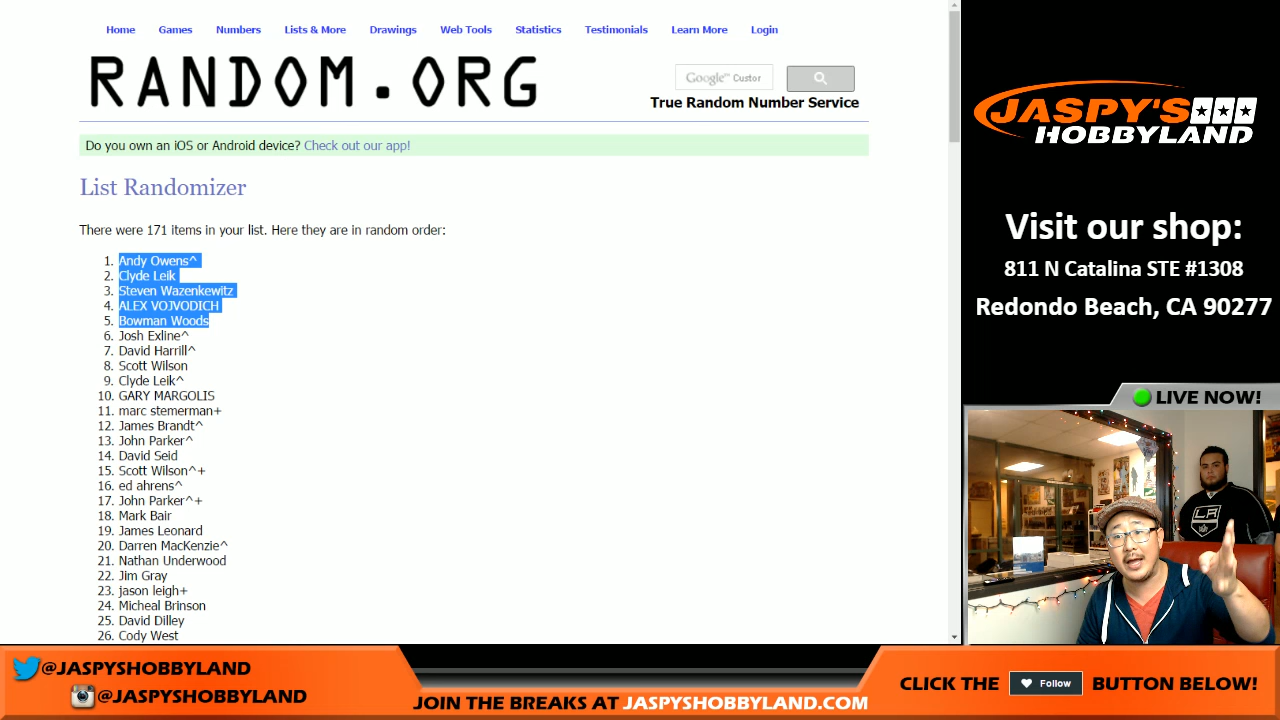 Home Games Numbers Lists & More Drawings Web Tools Statistics Testimonials Learn More Login
RANDOM.ORG
Google™ Custor
True Random Number Service
Do you own an iOS or Android device? Check out our app!
List Randomizer
There were 171 items in your list. Here they are in random order:
1. Andy Owens^
2. Clyde Leik
3. Steven Wazenkewitz
4. ALEX VOJVODICH
5. Bowman Woods
6. Josh Exline^
7. David Harrill^
8. Scott Wilson
9. Clyde Leik^
10. GARY MARGOLIS
11. marc stemerman+
12. James Brandt^
13. John Parker^
14. David Seid
15. Scott Wilson^+
16. ed ahrens^
17. John Parker^+
18. Mark Bair
19. James Leonard
20. Darren MacKenzie^
21. Nathan Underwood
22. Jim Gray
23. jason leigh+
24. Micheal Brinson
25. David Dilley
26. Cody West
JASPY'S
HOBBYLAND
Visit our shop:
811 N Catalina STE #1308
Redondo Beach, CA 90277
LIVE NOW!
LA
@JASPYSHOBBYLAND
@JASPYSHOBBYLAND
JOIN THE BREAKS AT JASPYSHOBBYLAND.COM
CLICK THE Follow BUTTON BELOW!